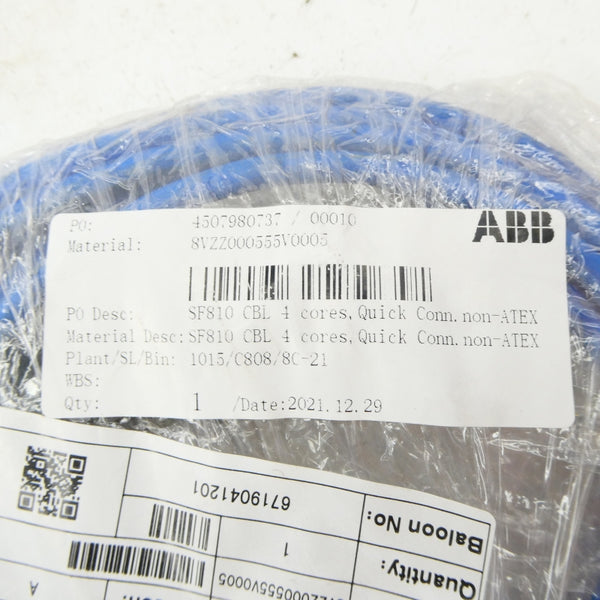 PO: 4507980737 / 00010
ABB
Material: 8VZZ000555V0005
PO Desc: SF810 CBL 4 cores,Quick Conn.non-ATEX
Material Desc:SF810 CBL 4 cores,Quick Conn.non-ATEX
Plant/SL/Bin: 1015/C808/8C-21
WBS:
Qty: 1 /Date:2021.12.29
Baloon No: 6719041201
Quantity: 1
ZZ000555V0005
A